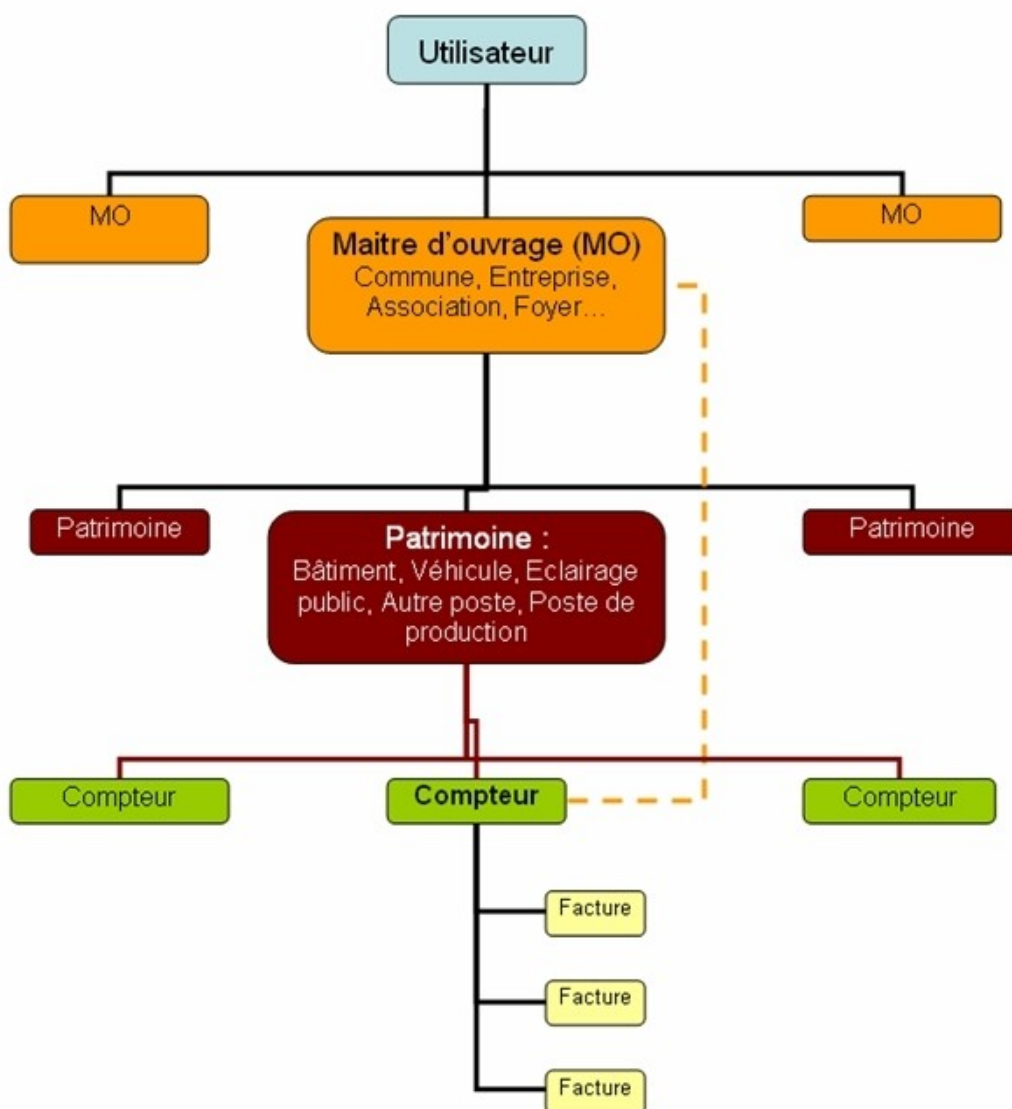 Utilisateur
MO
Maitre d'ouvrage (MO)
Commune, Entreprise,
Association, Foyer...
MO
Patrimoine
Patrimoine :
Bâtiment, Véhicule, Eclairage
public, Autre poste, Poste de
production
Patrimoine
Compteur
Compteur
Compteur
Facture
Facture
Facture